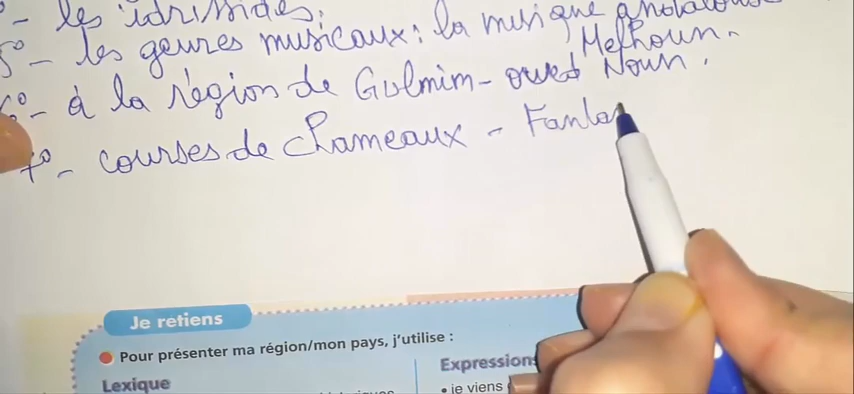 les idrissides.
5° - les genres musicaux : la musique andalouse
Melhoun.
6° - à la région de Gulmim - oued Noun.
7° - courses de chameaux - Fanta
Je retiens
Pour présenter ma région/mon pays, j'utilise :
Lexique
Expression
• je viens